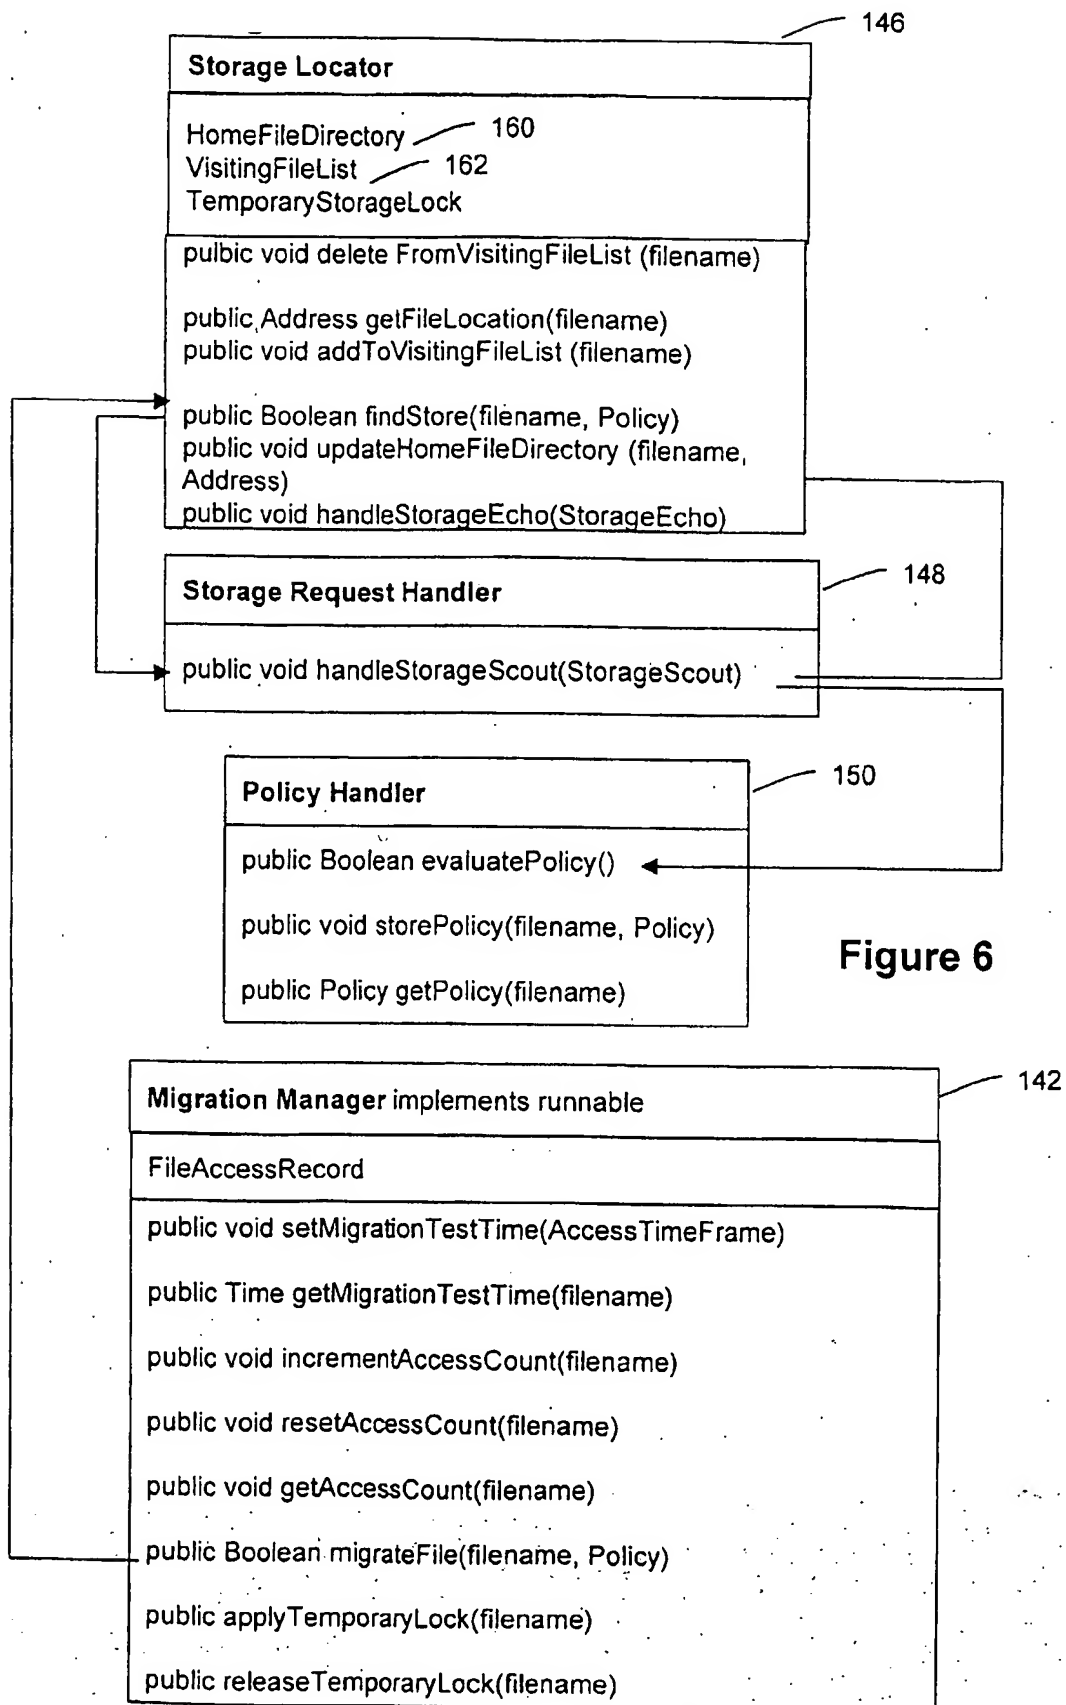 146
Storage Locator
HomeFileDirectory 160
VisitingFileList 162
TemporaryStorageLock
pulbic void delete FromVisitingFileList (filename)
public Address getFileLocation(filename)
public void addToVisitingFileList (filename)
public Boolean findStore(filename, Policy)
public void updateHomeFileDirectory (filename,
Address)
public void handleStorageEcho(StorageEcho)
148
Storage Request Handler
public void handleStorageScout(StorageScout)
150
Policy Handler
public Boolean evaluatePolicy()
public void storePolicy(filename, Policy)
public Policy getPolicy(filename)
Figure 6
142
Migration Manager implements runnable
FileAccessRecord
public void setMigrationTestTime(AccessTimeFrame)
public Time getMigrationTestTime(filename)
public void incrementAccessCount(filename)
public void resetAccessCount(filename)
public void getAccessCount(filename)
public Boolean migrateFile(filename, Policy)
public applyTemporaryLock(filename)
public releaseTemporaryLock(filename)